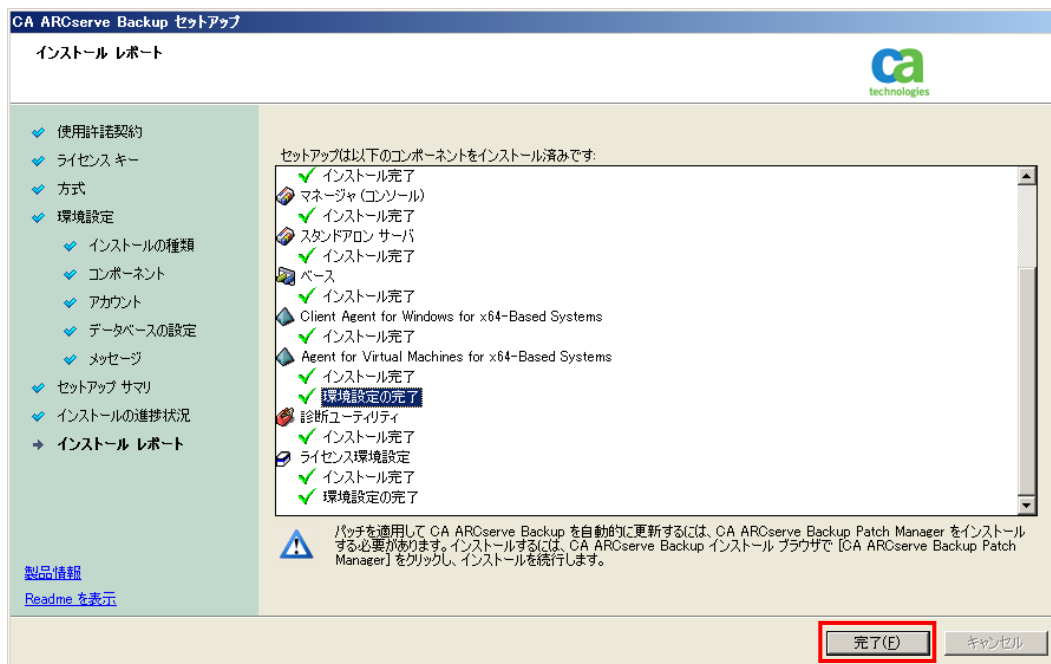 CA ARCserve Backup セットアップ
インストール レポート
ca
technologies
使用許諾契約
ライセンス キー
方式
環境設定
インストールの種類
コンポーネント
アカウント
データベースの設定
メッセージ
セットアップ サマリ
インストールの進捗状況
インストール レポート
製品情報
Readme を表示
セットアップは以下のコンポーネントをインストール済みです:
インストール完了
マネージャ (コンソール)
インストール完了
スタンドアロン サーバ
インストール完了
ベース
インストール完了
Client Agent for Windows for x64-Based Systems
インストール完了
Agent for Virtual Machines for x64-Based Systems
インストール完了
環境設定の完了
診断ユーティリティ
インストール完了
ライセンス環境設定
インストール完了
環境設定の完了
パッチを適用して CA ARCserve Backup を自動的に更新するには、CA ARCserve Backup Patch Manager をインストール
する必要があります。インストールするには、CA ARCserve Backup インストール ブラウザで [CA ARCserve Backup Patch
Manager] をクリックし、インストールを続行します。
完了(F)
キャンセル